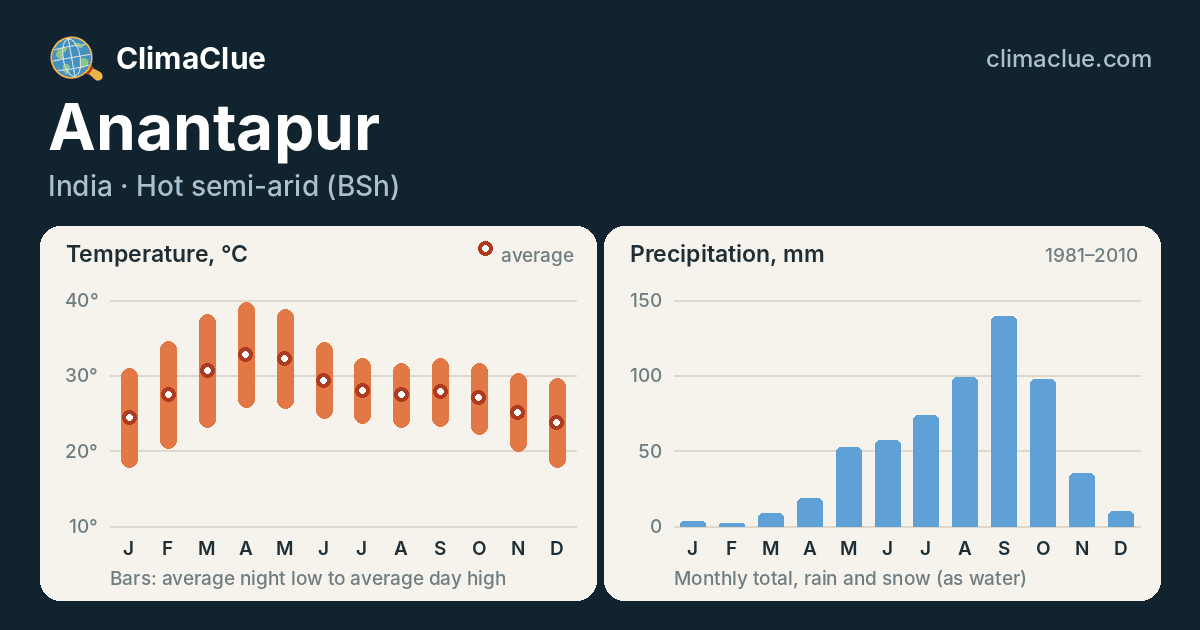 ClimaClue
climaclue.com
Anantapur
India · Hot semi-arid (BSh)
Temperature, °C
average
40°
30°
20°
10°
J F M A M J J A S O N D
Bars: average night low to average day high
Precipitation, mm
1981–2010
150
100
50
0
J F M A M J J A S O N D
Monthly total, rain and snow (as water)